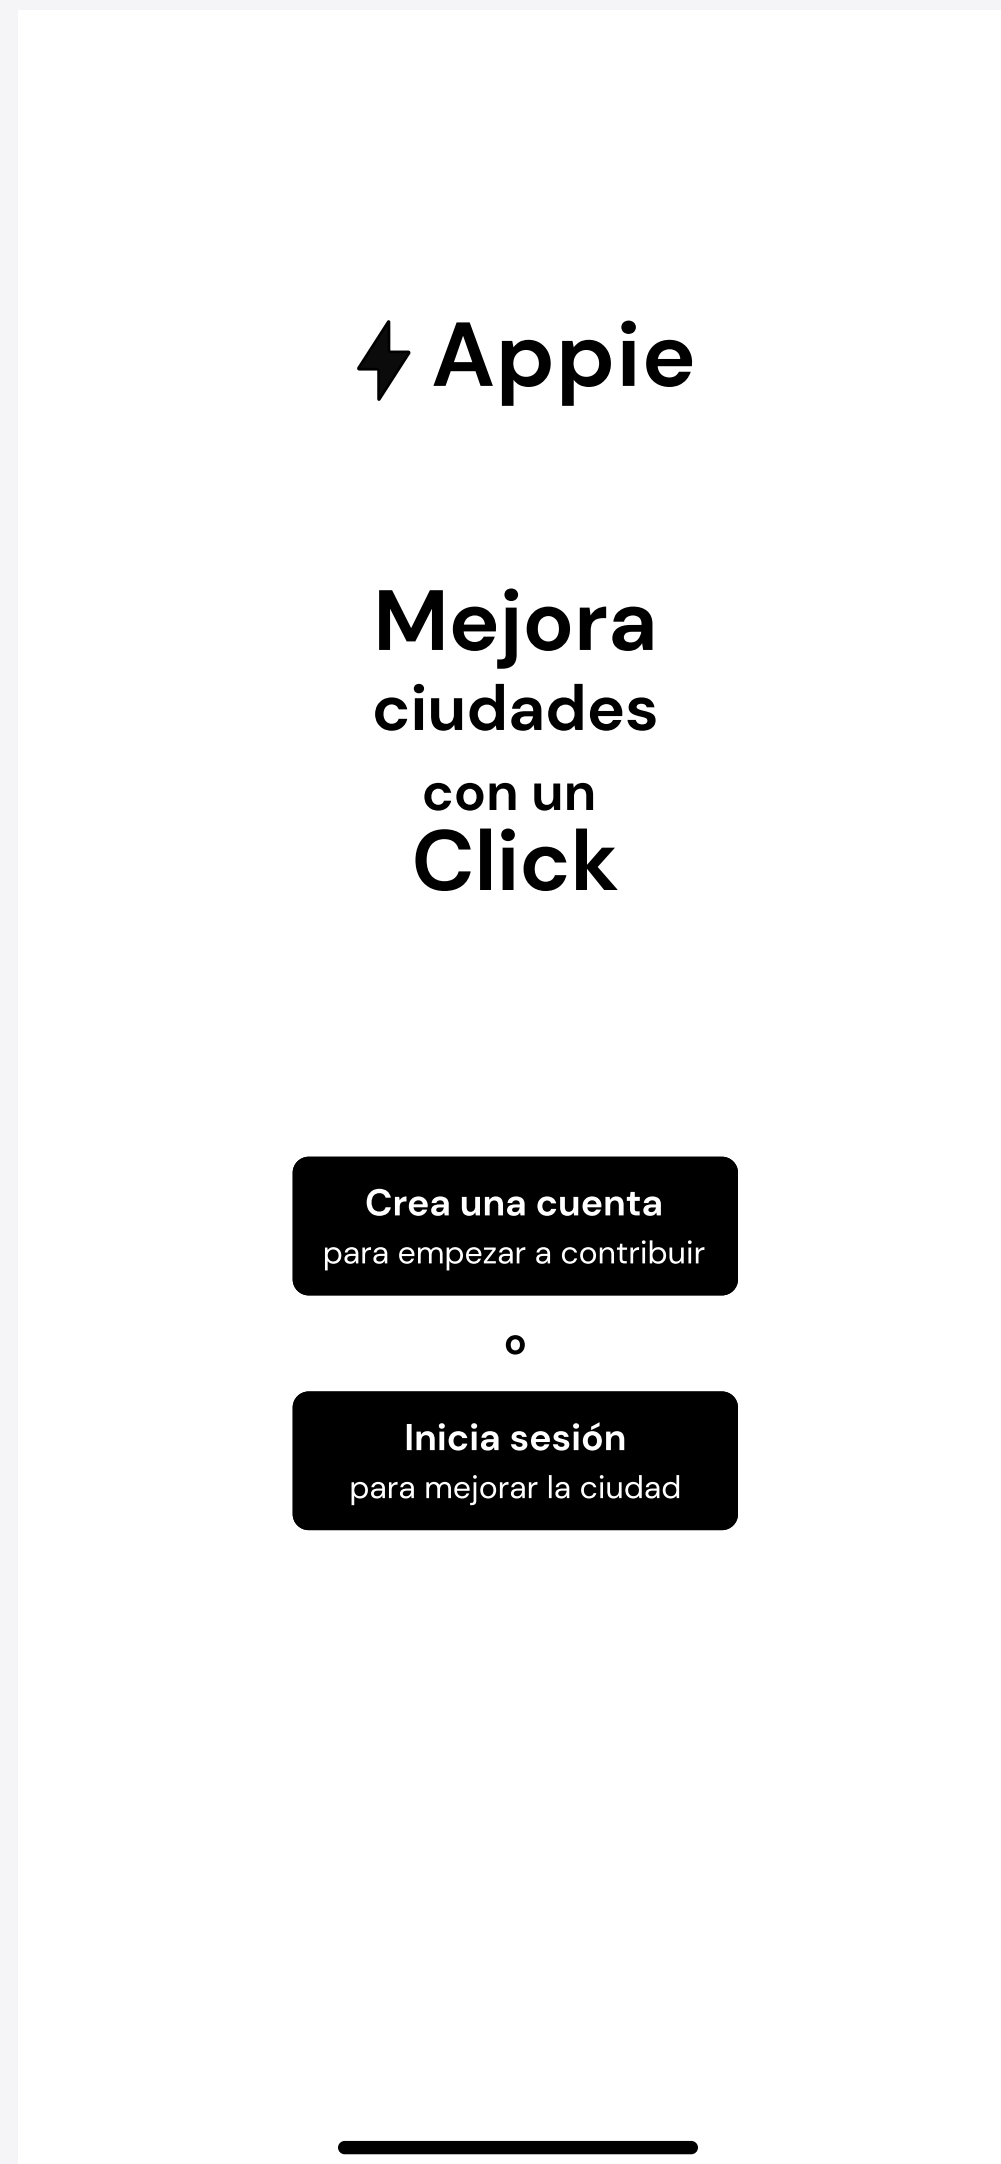 Appie
Mejora
ciudades
con un
Click
Crea una cuenta
para empezar a contribuir
o
Inicia sesión
para mejorar la ciudad